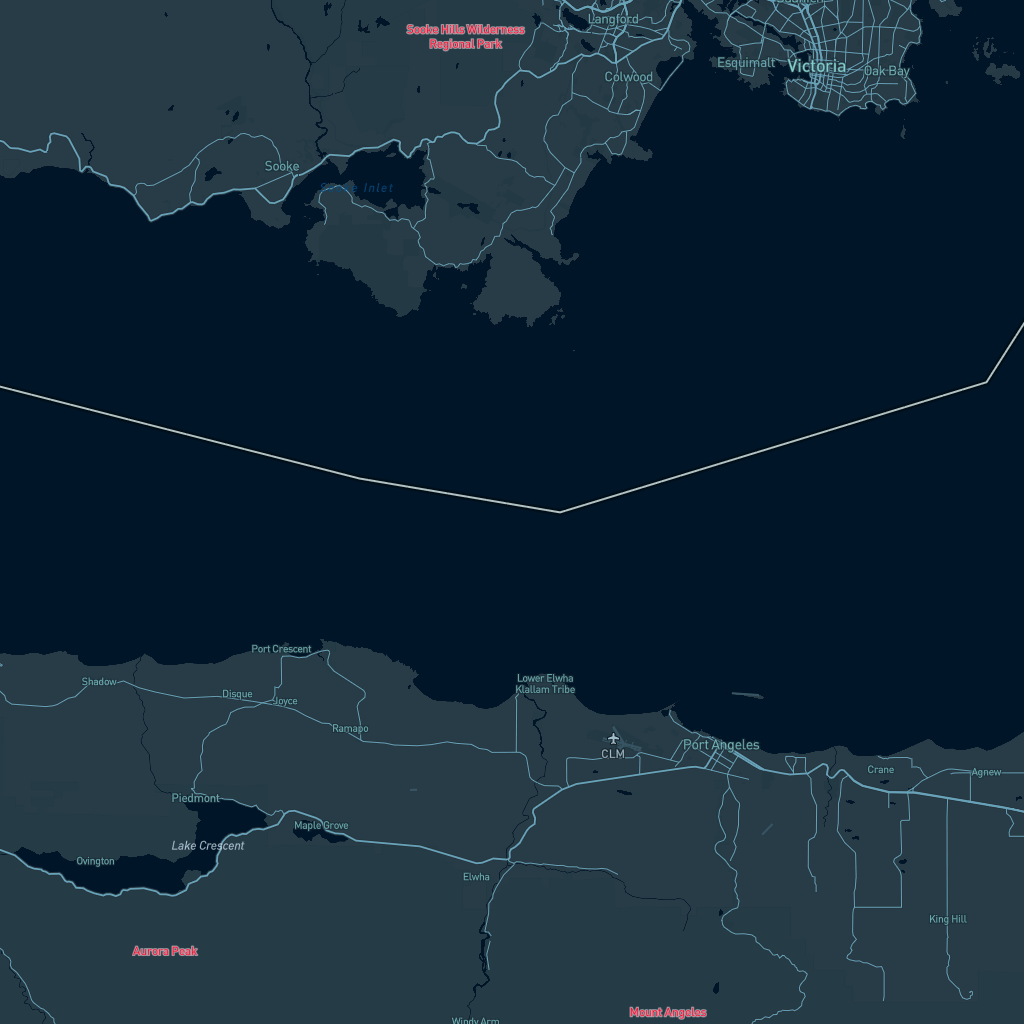 Langford
Sooke Hills Wilderness
Regional Park
Esquimalt
Victoria
Oak Bay
Colwood
Sooke
Sooke Inlet
Port Crescent
Shadow
Lower Elwha
Klallam Tribe
Disque
Joyce
Ramapo
Port Angeles
CLM
Crane
Agnew
Piedmont
Maple Grove
Lake Crescent
Ovington
Elwha
King Hill
Aurora Peak
Mount Angeles
Windy Arm